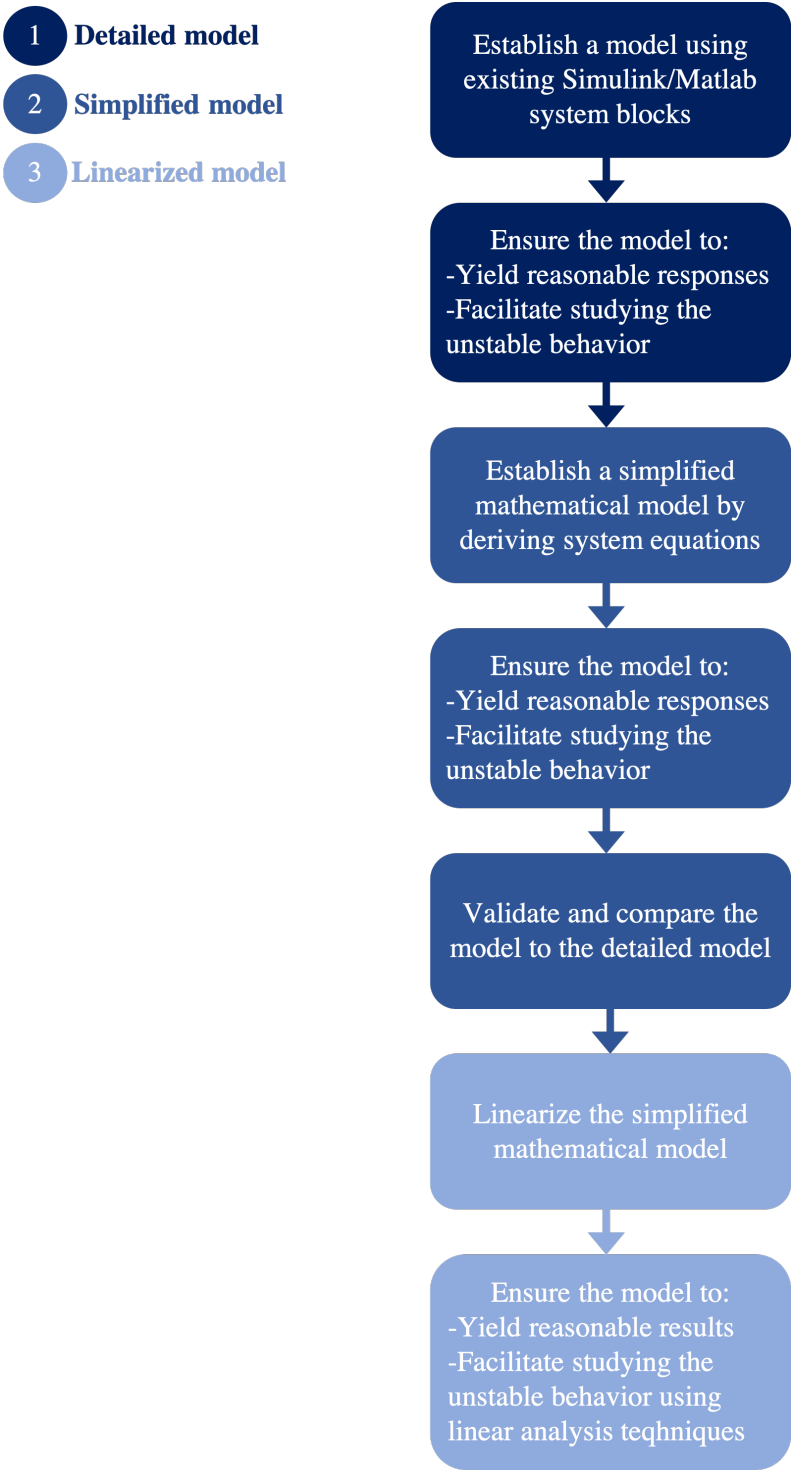 1 Detailed model
2 Simplified model
3 Linearized model
Establish a model using
existing Simulink/Matlab
system blocks
Ensure the model to:
-Yield reasonable responses
-Facilitate studying the
unstable behavior
Establish a simplified
mathematical model by
deriving system equations
Ensure the model to:
-Yield reasonable responses
-Facilitate studying the
unstable behavior
Validate and compare the
model to the detailed model
Linearize the simplified
mathematical model
Ensure the model to:
-Yield reasonable results
-Facilitate studying the
unstable behavior using
linear analysis teqhniques